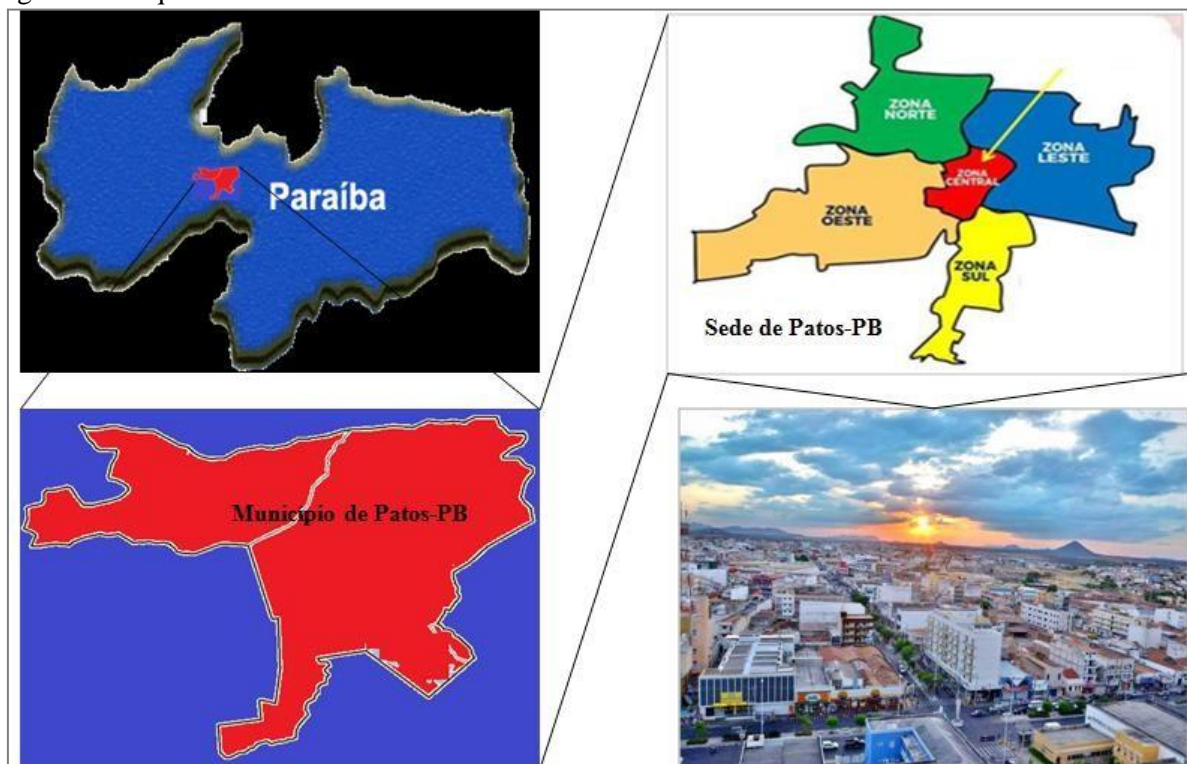 Paraíba
ZONA
NORTE
ZONA
LESTE
ZONA
CENTRAL
ZONA
OESTE
ZONA
SUL
Sede de Patos-PB
Município de Patos-PB